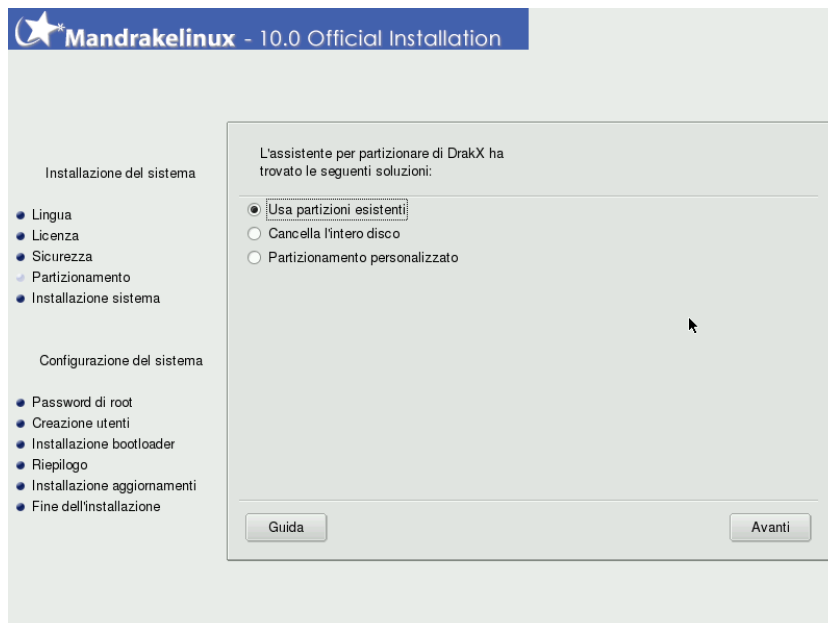 Mandrakelinux - 10.0 Official Installation
Installazione del sistema
Lingua
Licenza
Sicurezza
Partizionamento
Installazione sistema
Configurazione del sistema
Password di root
Creazione utenti
Installazione bootloader
Riepilogo
Installazione aggiornamenti
Fine dell'installazione
L'assistente per partizionare di DrakX ha
trovato le seguenti soluzioni:
Usa partizioni esistenti
Cancella l'intero disco
Partizionamento personalizzato
Guida
Avanti